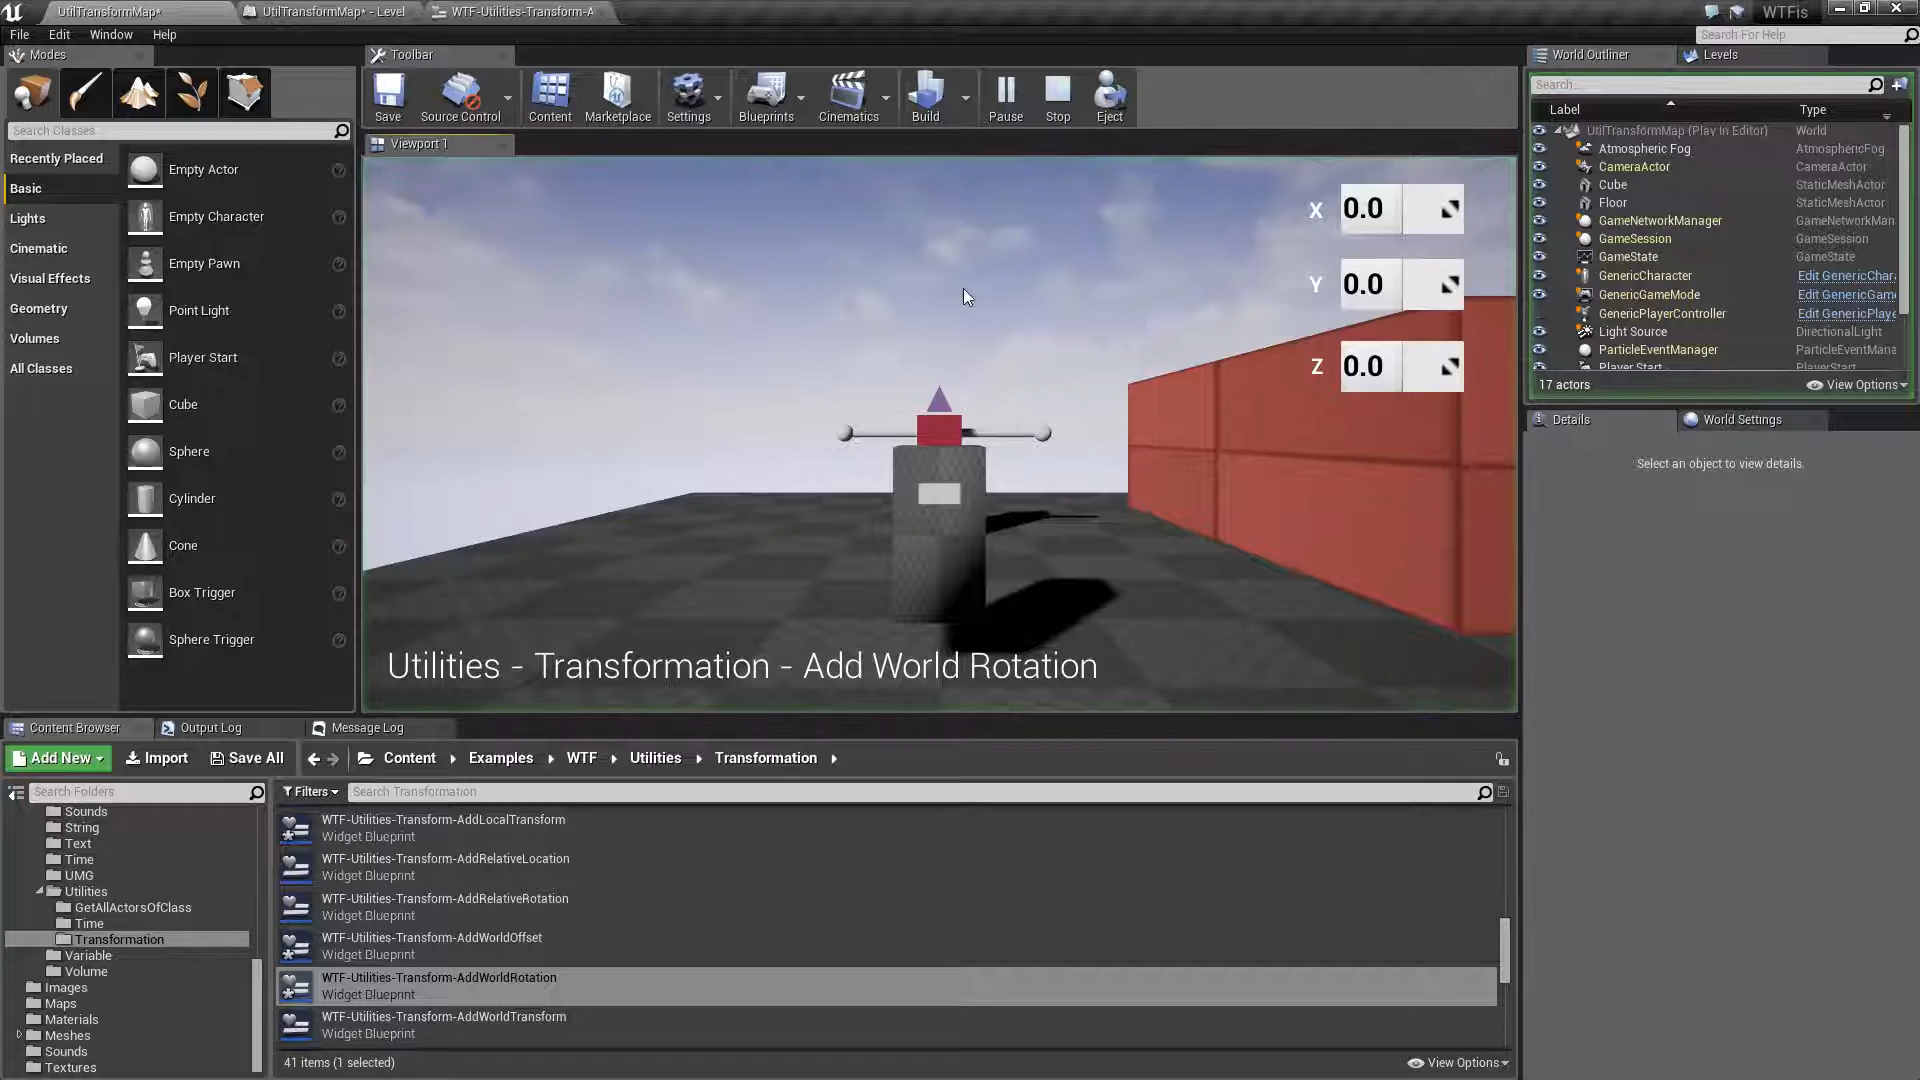 UtilTransformMap*
UtilTransformMap* - Level
WTF-Utilities-Transform-A
WTFis
File Edit Window Help
Search For Help
Modes
Toolbar
World Outliner
Levels
Save
Source Control
Content
Marketplace
Settings
Blueprints
Cinematics
Build
Pause
Stop
Eject
Search...
Label
Type
Search Classes
Viewport 1
Recently Placed
Basic
Lights
Cinematic
Visual Effects
Geometry
Volumes
All Classes
Empty Actor
Empty Character
Empty Pawn
Point Light
Player Start
Cube
Sphere
Cylinder
Cone
Box Trigger
Sphere Trigger
X 0.0
Y 0.0
Z 0.0
Utilities - Transformation - Add World Rotation
UtilTransformMap (Play In Editor) World
Atmospheric Fog AtmosphericFog
CameraActor CameraActor
Cube StaticMeshActor
Floor StaticMeshActor
GameNetworkManager GameNetworkMan
GameSession GameSession
GameState GameState
GenericCharacter Edit GenericChar
GenericGameMode Edit GenericGame
GenericPlayerController Edit GenericPlaye
Light Source DirectionalLight
ParticleEventManager ParticleEventMana
Player Start PlayerStart
17 actors
View Options
Details
World Settings
Select an object to view details.
Content Browser
Output Log
Message Log
Add New
Import
Save All
Content
Examples
WTF
Utilities
Transformation
Search Folders
Filters
Search Transformation
Sounds
String
Text
Time
UMG
Utilities
GetAllActorsOfClass
Time
Transformation
Variable
Volume
Images
Maps
Materials
Meshes
Sounds
Textures
WTF-Utilities-Transform-AddLocalTransform
Widget Blueprint
WTF-Utilities-Transform-AddRelativeLocation
Widget Blueprint
WTF-Utilities-Transform-AddRelativeRotation
Widget Blueprint
WTF-Utilities-Transform-AddWorldOffset
Widget Blueprint
WTF-Utilities-Transform-AddWorldRotation
Widget Blueprint
WTF-Utilities-Transform-AddWorldTransform
Widget Blueprint
41 items (1 selected)
View Options